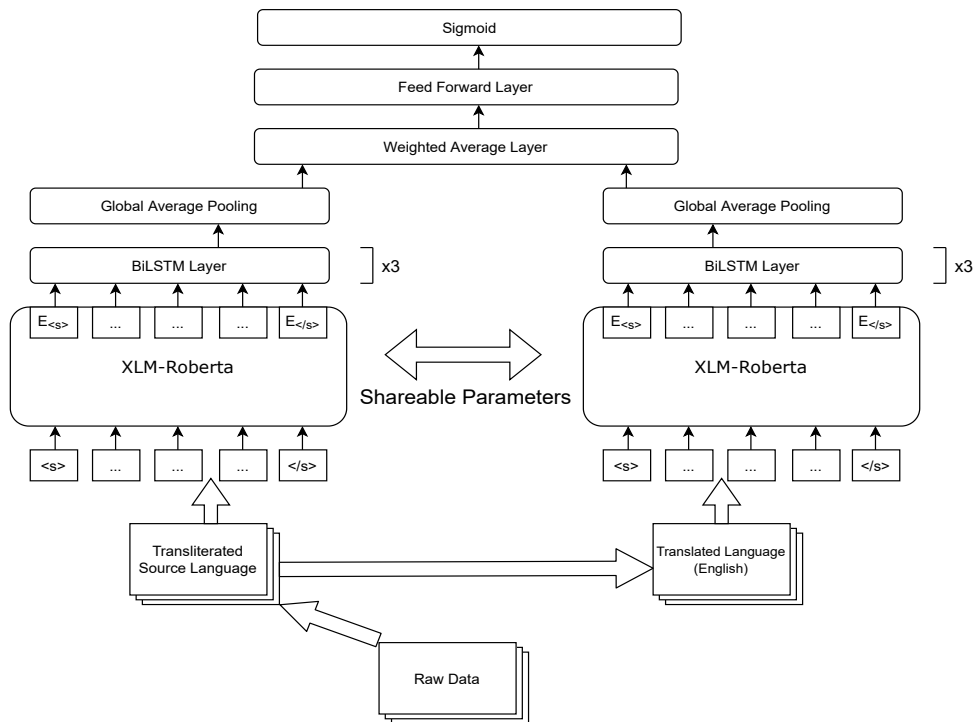 Sigmoid
Feed Forward Layer
Weighted Average Layer
Global Average Pooling
Global Average Pooling
BiLSTM Layer
x3
BiLSTM Layer
x3
E<s>
...
...
...
E</s>
E<s>
...
...
...
E</s>
XLM-Roberta
XLM-Roberta
Shareable Parameters
<s>
...
...
...
</s>
<s>
...
...
...
</s>
Transliterated
Source Language
Translated Language
(English)
Raw Data